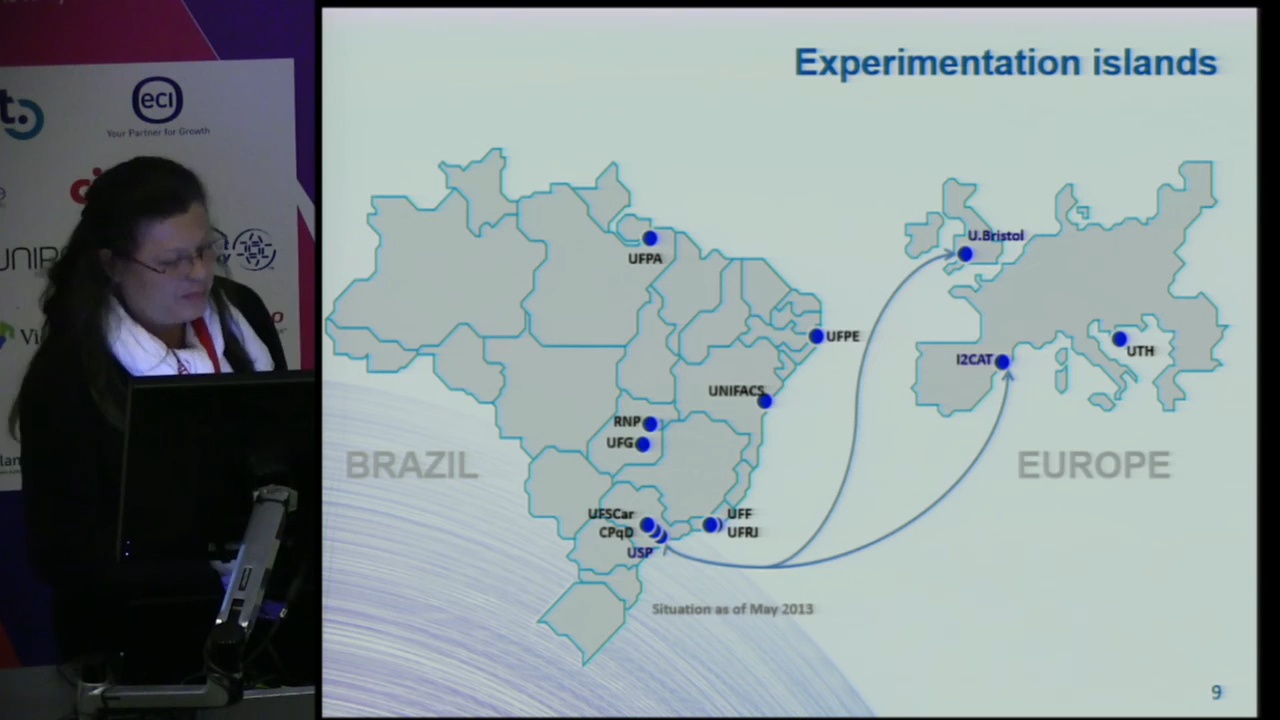 t.
eci
Your Partner for Growth
Experimentation islands
UFPA
UFPE
UNIFACS
RNP
UFG
BRAZIL
UFSCar
CPqD
USP
UFF
UFRJ
U.Bristol
I2CAT
UTH
EUROPE
Situation as of May 2013
9